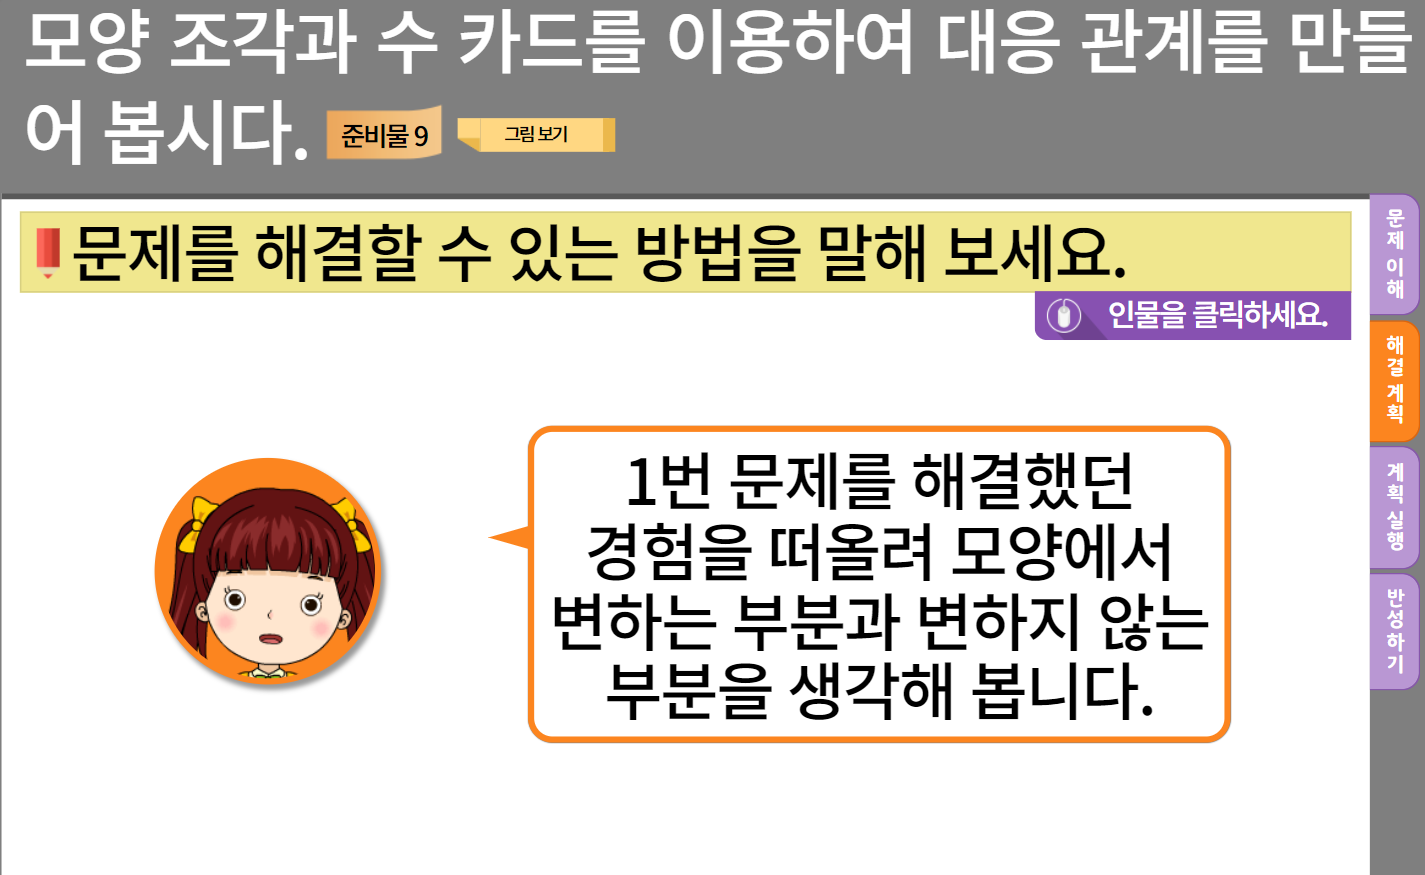 모양 조각과 수 카드를 이용하여 대응 관계를 만들
어 봅시다. 준비물 9 그림 보기
문제를 해결할 수 있는 방법을 말해 보세요.
인물을 클릭하세요.
1번 문제를 해결했던
경험을 떠올려 모양에서
변하는 부분과 변하지 않는
부분을 생각해 봅니다.
문제 이해
해결 계획
계획 실행
반성하기